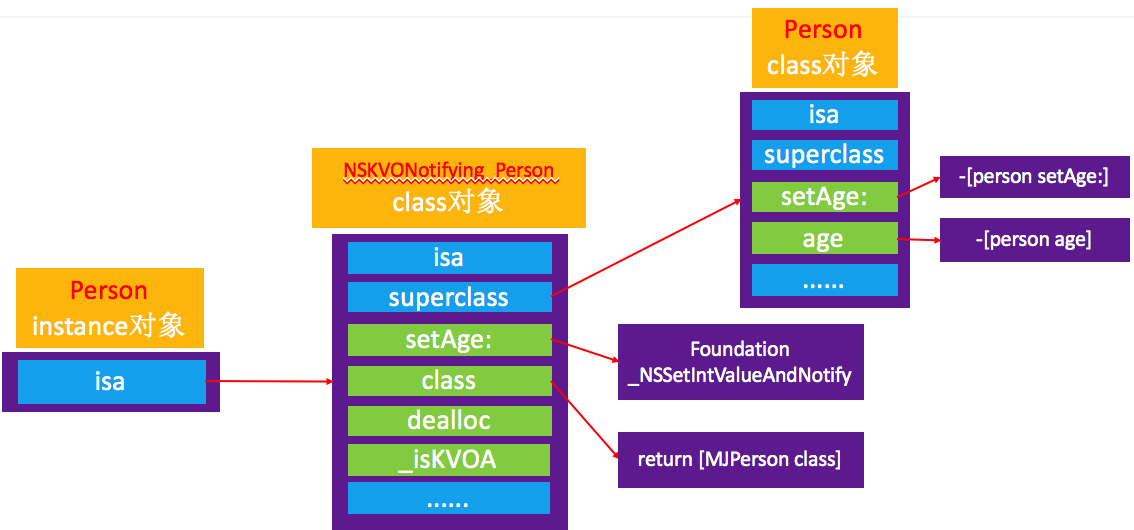 Person
instance对象
isa
NSKVONotifying_Person
class对象
isa
superclass
setAge:
class
dealloc
_isKVOA
......
Foundation
_NSSetIntValueAndNotify
return [MJPerson class]
Person
class对象
isa
superclass
setAge:
age
......
-[person setAge:]
-[person age]